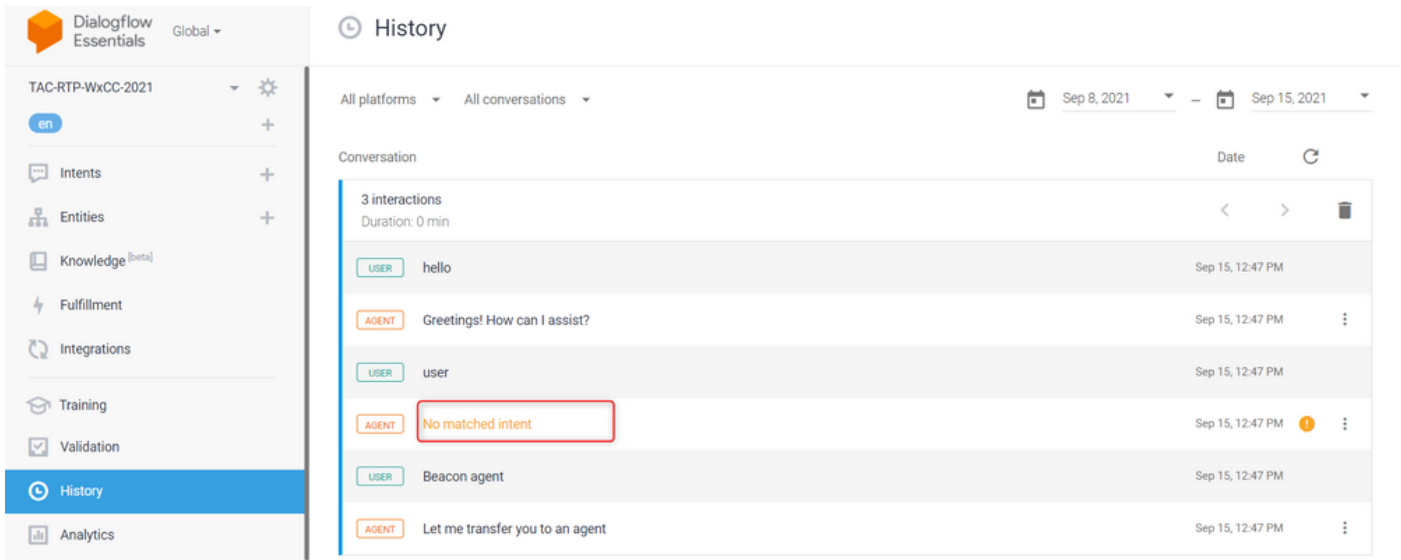 Dialogflow
Essentials
Global
TAC-RTP-WxCC-2021
en
Intents
Entities
Knowledge [beta]
Fulfillment
Integrations
Training
Validation
History
Analytics
History
All platforms All conversations Sep 8, 2021 – Sep 15, 2021
Conversation Date
3 interactions
Duration: 0 min
USER hello Sep 15, 12:47 PM
AGENT Greetings! How can I assist? Sep 15, 12:47 PM
USER user Sep 15, 12:47 PM
AGENT No matched intent Sep 15, 12:47 PM
USER Beacon agent Sep 15, 12:47 PM
AGENT Let me transfer you to an agent Sep 15, 12:47 PM